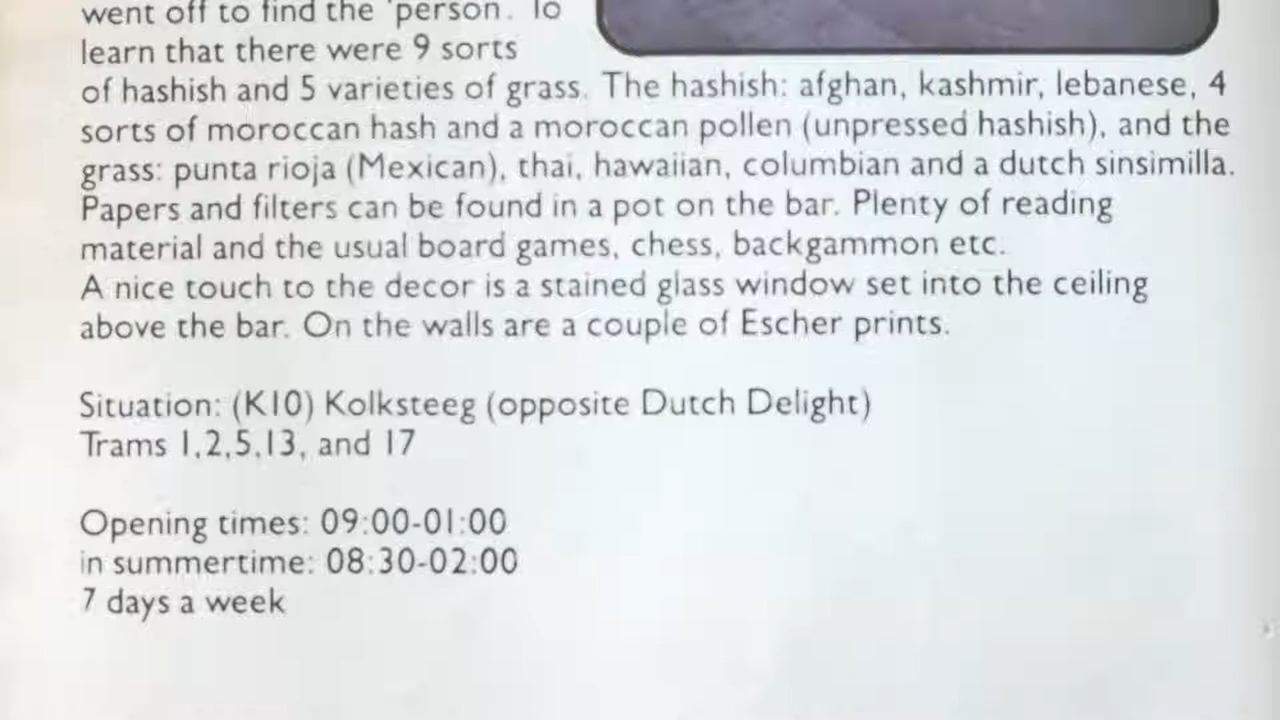 went off to find the 'person'. To
learn that there were 9 sorts
of hashish and 5 varieties of grass. The hashish: afghan, kashmir, lebanese, 4
sorts of moroccan hash and a moroccan pollen (unpressed hashish), and the
grass: punta rioja (Mexican), thai, hawaiian, columbian and a dutch sinsimilla.
Papers and filters can be found in a pot on the bar. Plenty of reading
material and the usual board games, chess, backgammon etc.
A nice touch to the decor is a stained glass window set into the ceiling
above the bar. On the walls are a couple of Escher prints.
Situation: (K10) Kolksteeg (opposite Dutch Delight)
Trams 1,2,5,13, and 17
Opening times: 09:00-01:00
in summertime: 08:30-02:00
7 days a week